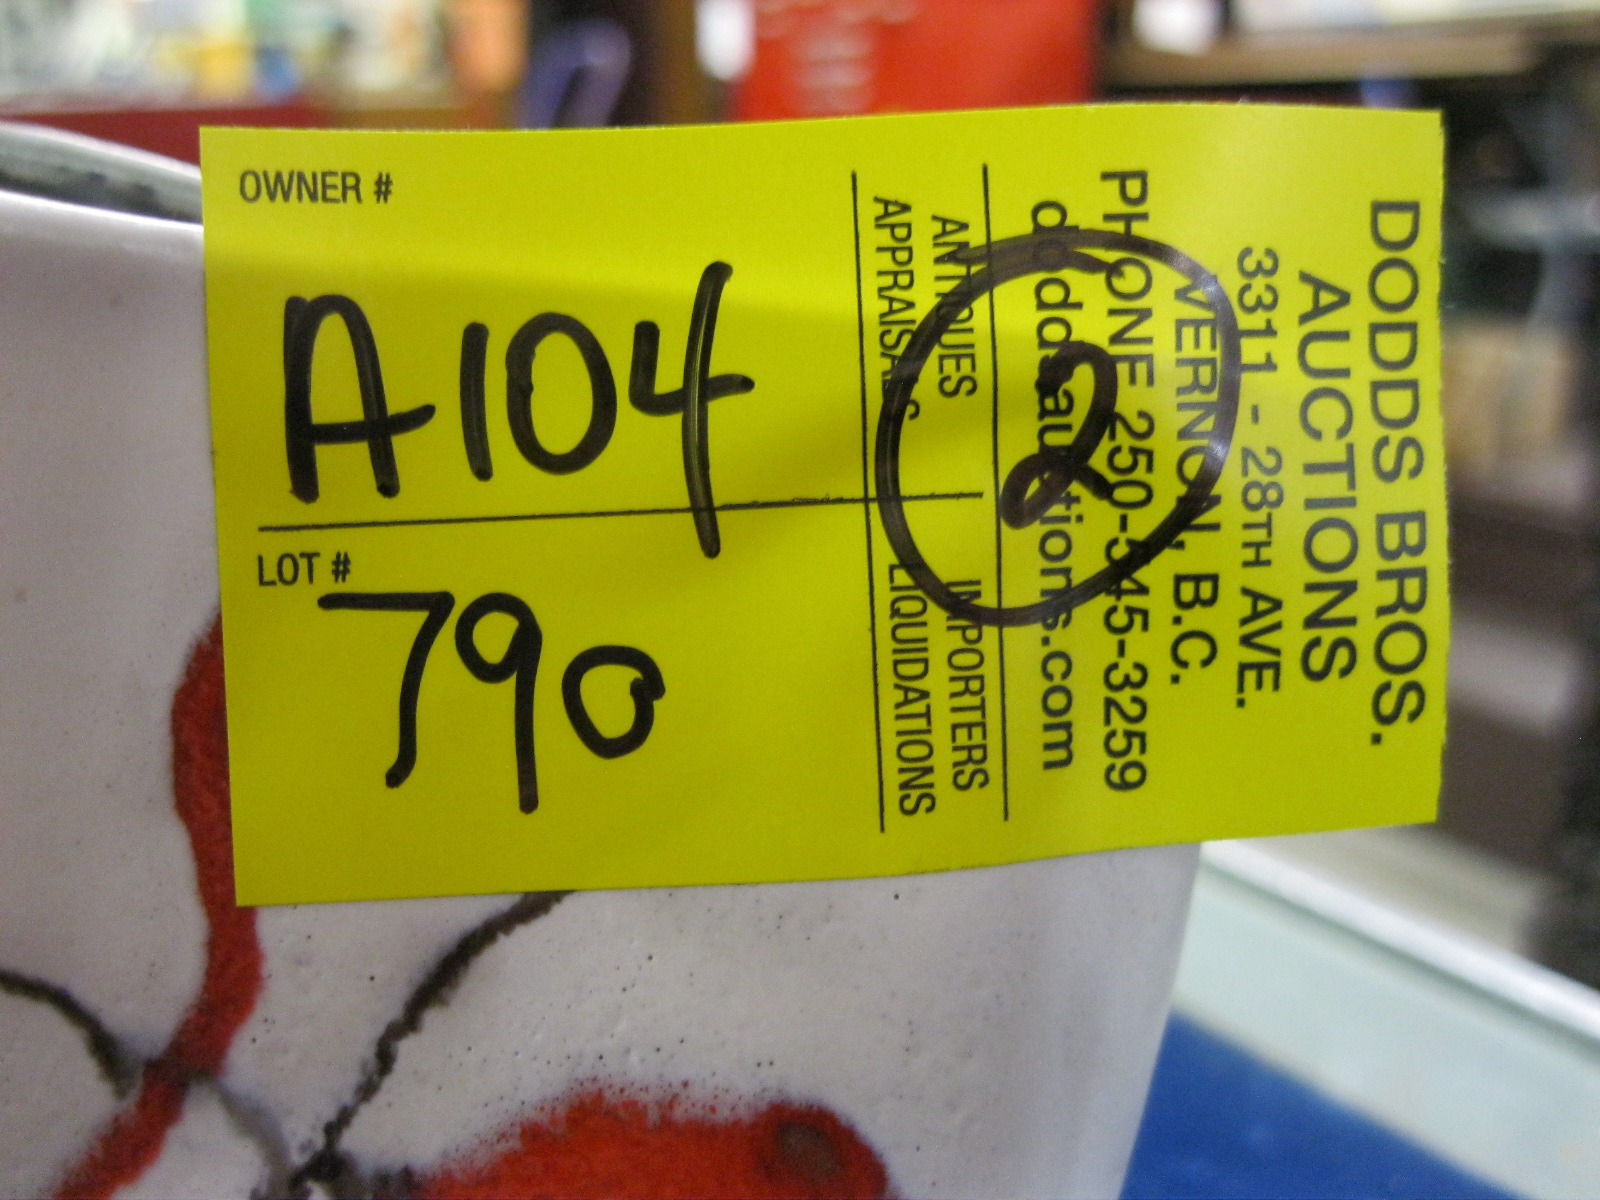 DODDS BROS.
AUCTIONS
3311 - 28TH AVE.
VERNON, B.C.
PHONE 250-545-3259
doddsauctions.com
ANTIQUES IMPORTERS
APPRAISALS LIQUIDATIONS
2
OWNER #
A104
LOT #
790